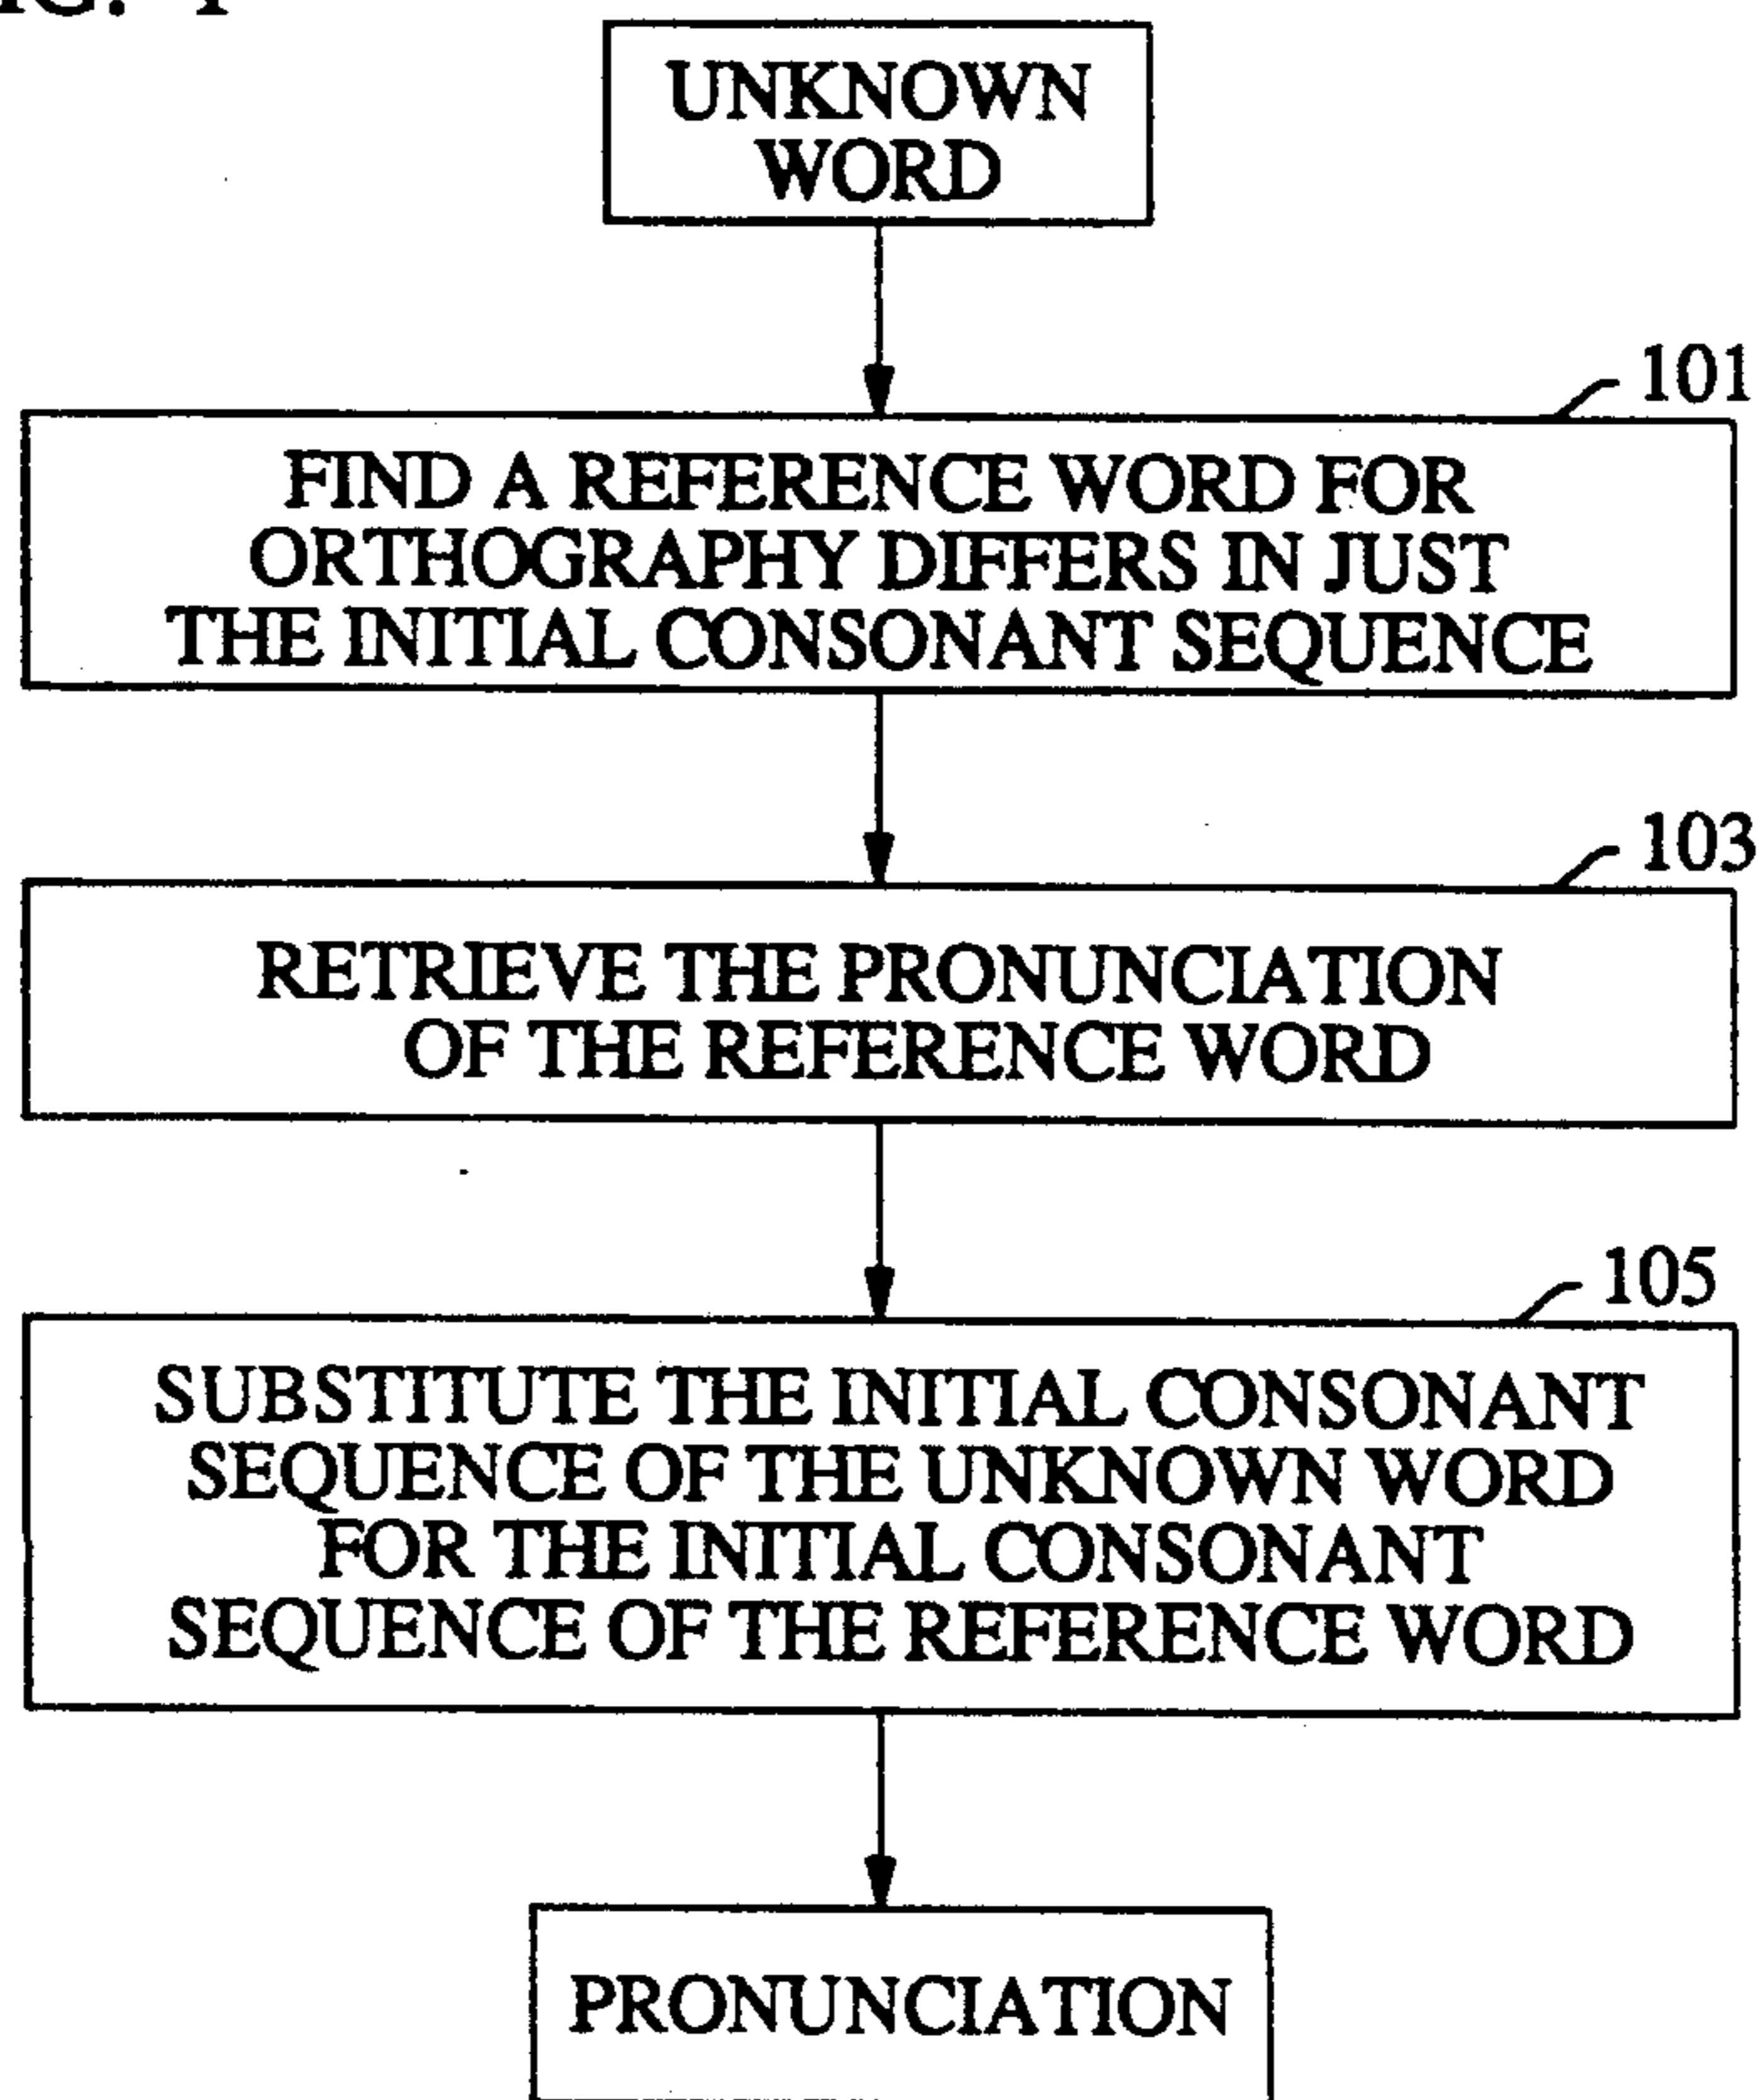 UNKNOWN
WORD
101
FIND A REFERENCE WORD FOR
ORTHOGRAPHY DIFFERS IN JUST
THE INITIAL CONSONANT SEQUENCE
103
RETRIEVE THE PRONUNCIATION
OF THE REFERENCE WORD
105
SUBSTITUTE THE INITIAL CONSONANT
SEQUENCE OF THE UNKNOWN WORD
FOR THE INITIAL CONSONANT
SEQUENCE OF THE REFERENCE WORD
PRONUNCIATION